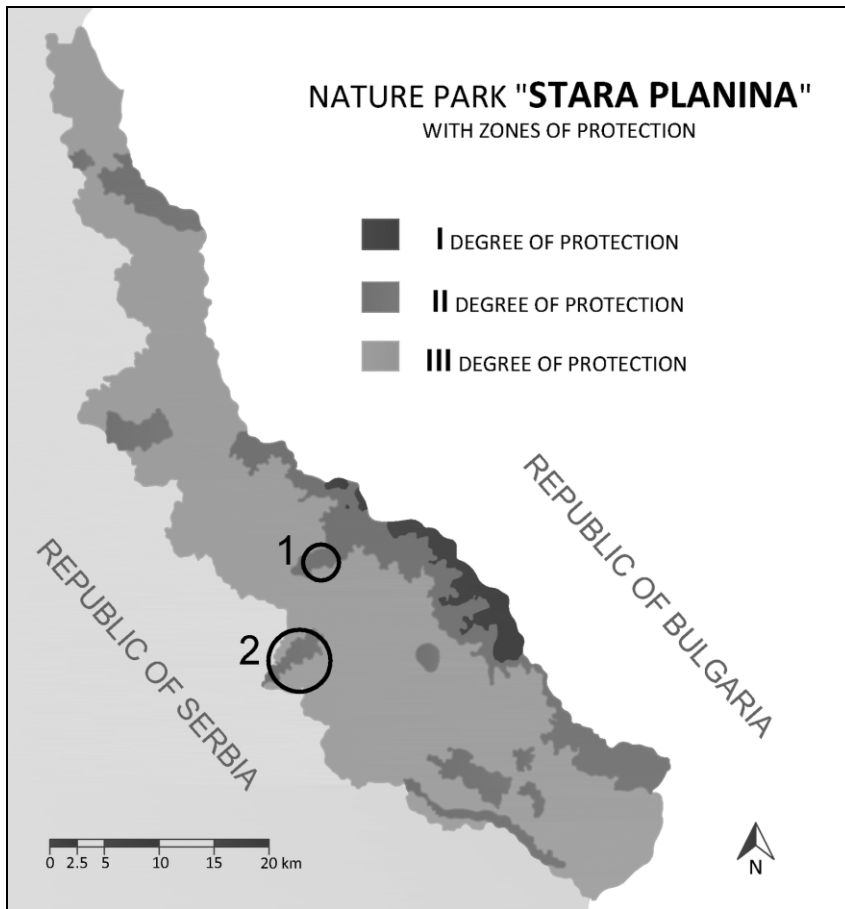 NATURE PARK "STARA PLANINA"
WITH ZONES OF PROTECTION
I DEGREE OF PROTECTION
II DEGREE OF PROTECTION
III DEGREE OF PROTECTION
REPUBLIC OF BULGARIA
REPUBLIC OF SERBIA
1
2
0 2.5 5 10 15 20 km
N